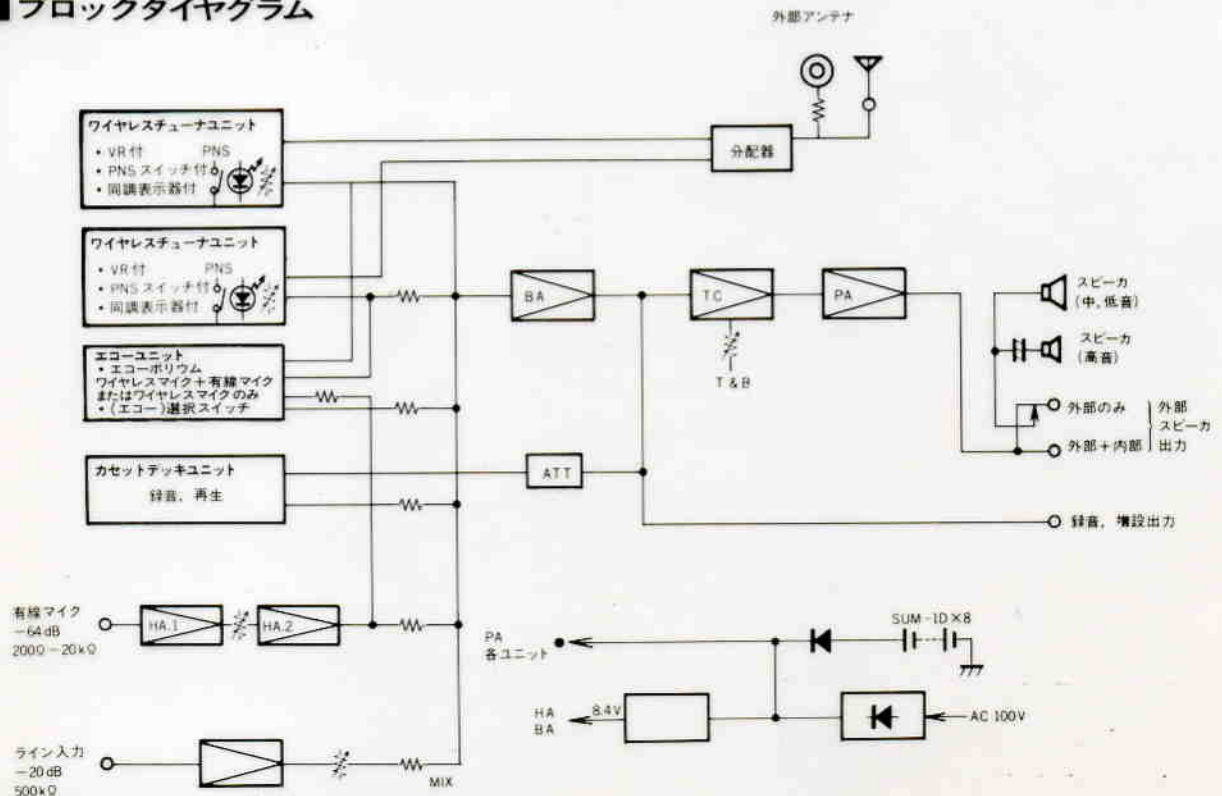 ■ブロックダイヤグラム
外部アンテナ
ワイヤレスチューナユニット
・VR付 PNS
・PNSスイッチ付
・同調表示器付
分配器
ワイヤレスチューナユニット
・VR付 PNS
・PNSスイッチ付
・同調表示器付
BA
TC
PA
T & B
スピーカ
(中，低音)
スピーカ
(高音)
外部のみ
外部+内部
外部
スピーカ
出力
エコーユニット
・エコーボリウム
ワイヤレスマイク+有線マイク
またはワイヤレスマイクのみ
・(エコー)選択スイッチ
カセットデッキユニット
録音，再生
ATT
録音，増設出力
有線マイク
-64dB
200Ω-20kΩ
HA.1
HA.2
PA
各ユニット
SUM-1D×8
HA
BA
8.4V
AC 100V
ライン入力
-20dB
500kΩ
MIX